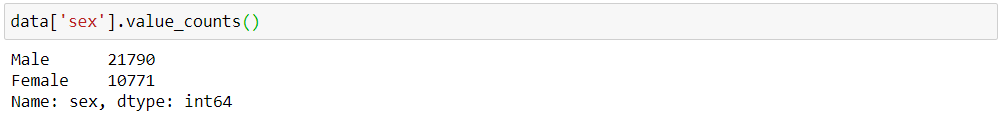 data['sex'].value_counts()
Male      21790
Female    10771
Name: sex, dtype: int64